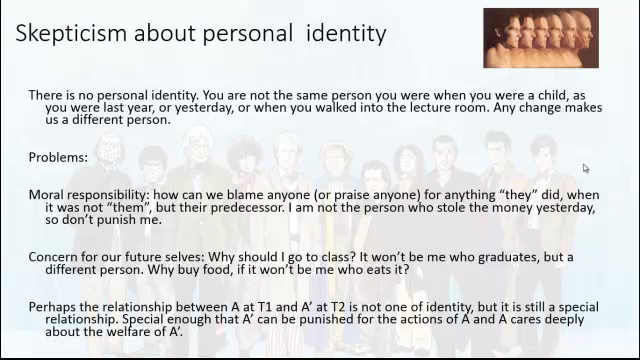 Skepticism about personal identity
There is no personal identity. You are not the same person you were when you were a child, as
you were last year, or yesterday, or when you walked into the lecture room. Any change makes
us a different person.
Problems:
Moral responsibility: how can we blame anyone (or praise anyone) for anything “they” did, when
it was not “them”, but their predecessor. I am not the person who stole the money yesterday,
so don’t punish me.
Concern for our future selves: Why should I go to class? It won’t be me who graduates, but a
different person. Why buy food, if it won’t be me who eats it?
Perhaps the relationship between A at T1 and A’ at T2 is not one of identity, but it is still a special
relationship. Special enough that A’ can be punished for the actions of A and A cares deeply
about the welfare of A’.